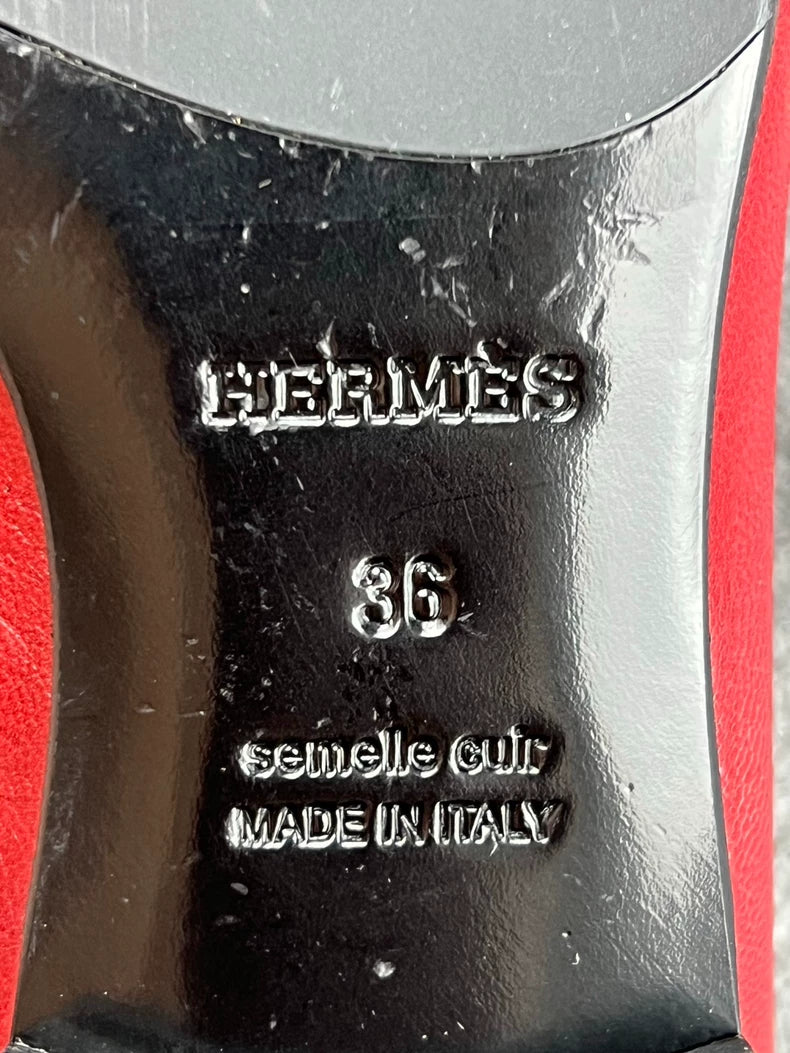 HERMÈS
36
semelle cuir
MADE IN ITALY